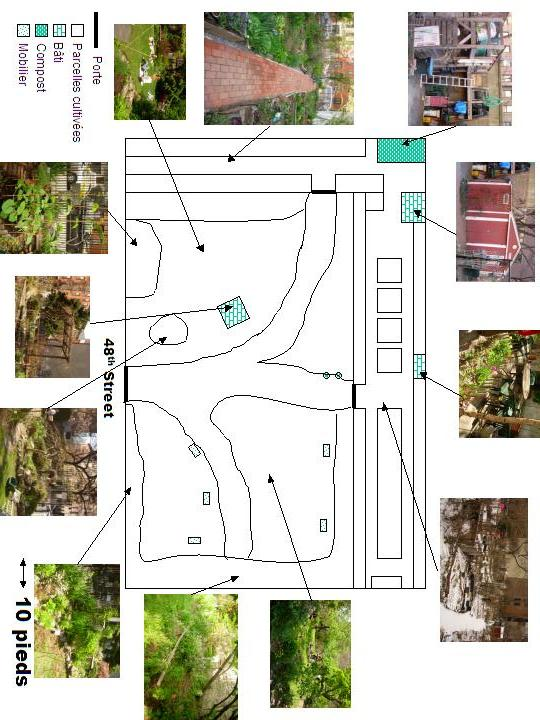 Porte
Parcelles cultivées
Bâti
Compost
Mobilier
48th Street
10 pieds